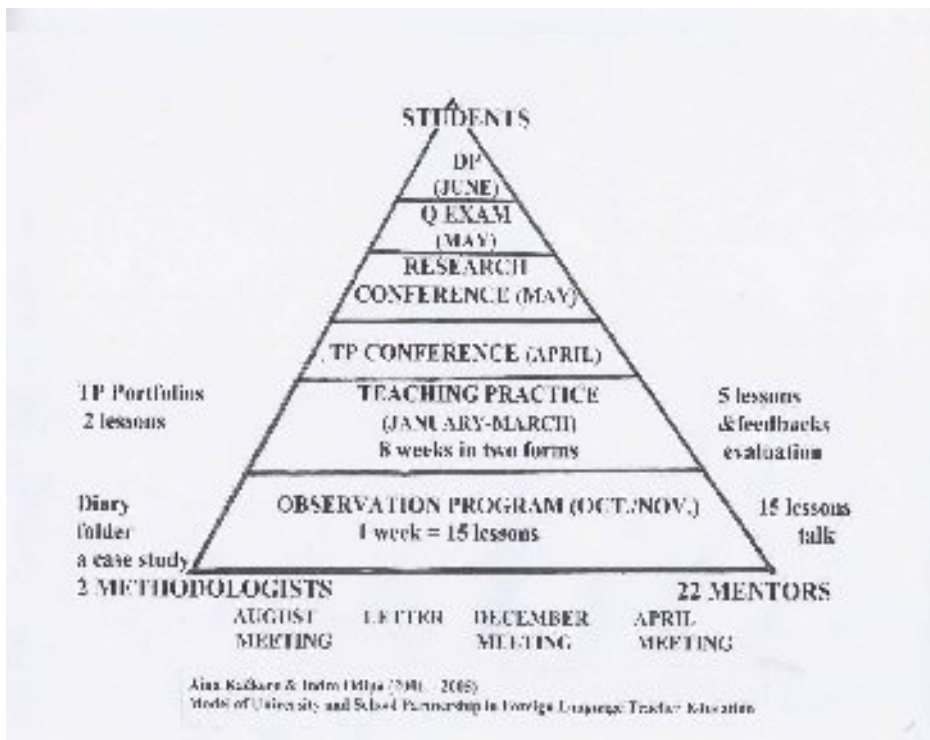 STUDENTS
DP
(JUNE)
Q EXAM
(MAY)
RESEARCH
CONFERENCE (MAY)
TP CONFERENCE (APRIL)
TEACHING PRACTICE
(JANUARY-MARCH)
8 weeks in two forms
TP Portfolios
2 lessons
5 lessons
&feedbacks
evaluation
OBSERVATION PROGRAM (OCT./NOV.)
1 week = 15 lessons
Diary
folder
a case study
15 lessons
talk
2 METHODOLOGISTS
22 MENTORS
AUGUST
MEETING
LETTER
DECEMBER
MEETING
APRIL
MEETING
& Indra
Model of University and School Partnership in Foreign Language Teacher Education